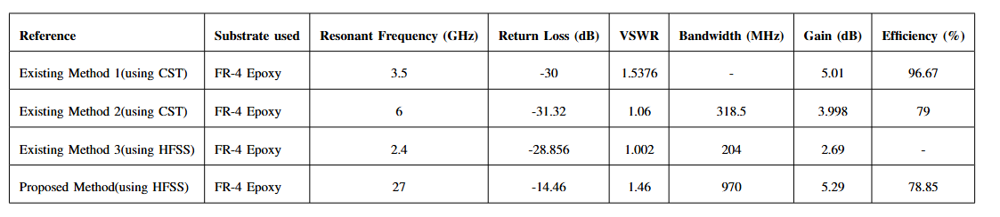 Reference Substrate used Resonant Frequency (GHz) Return Loss (dB) VSWR Bandwidth (MHz) Gain (dB) Efficiency (%)
Existing Method 1(using CST) FR-4 Epoxy 3.5 -30 1.5376 - 5.01 96.67
Existing Method 2(using CST) FR-4 Epoxy 6 -31.32 1.06 318.5 3.998 79
Existing Method 3(using HFSS) FR-4 Epoxy 2.4 -28.856 1.002 204 2.69 -
Proposed Method(using HFSS) FR-4 Epoxy 27 -14.46 1.46 970 5.29 78.85